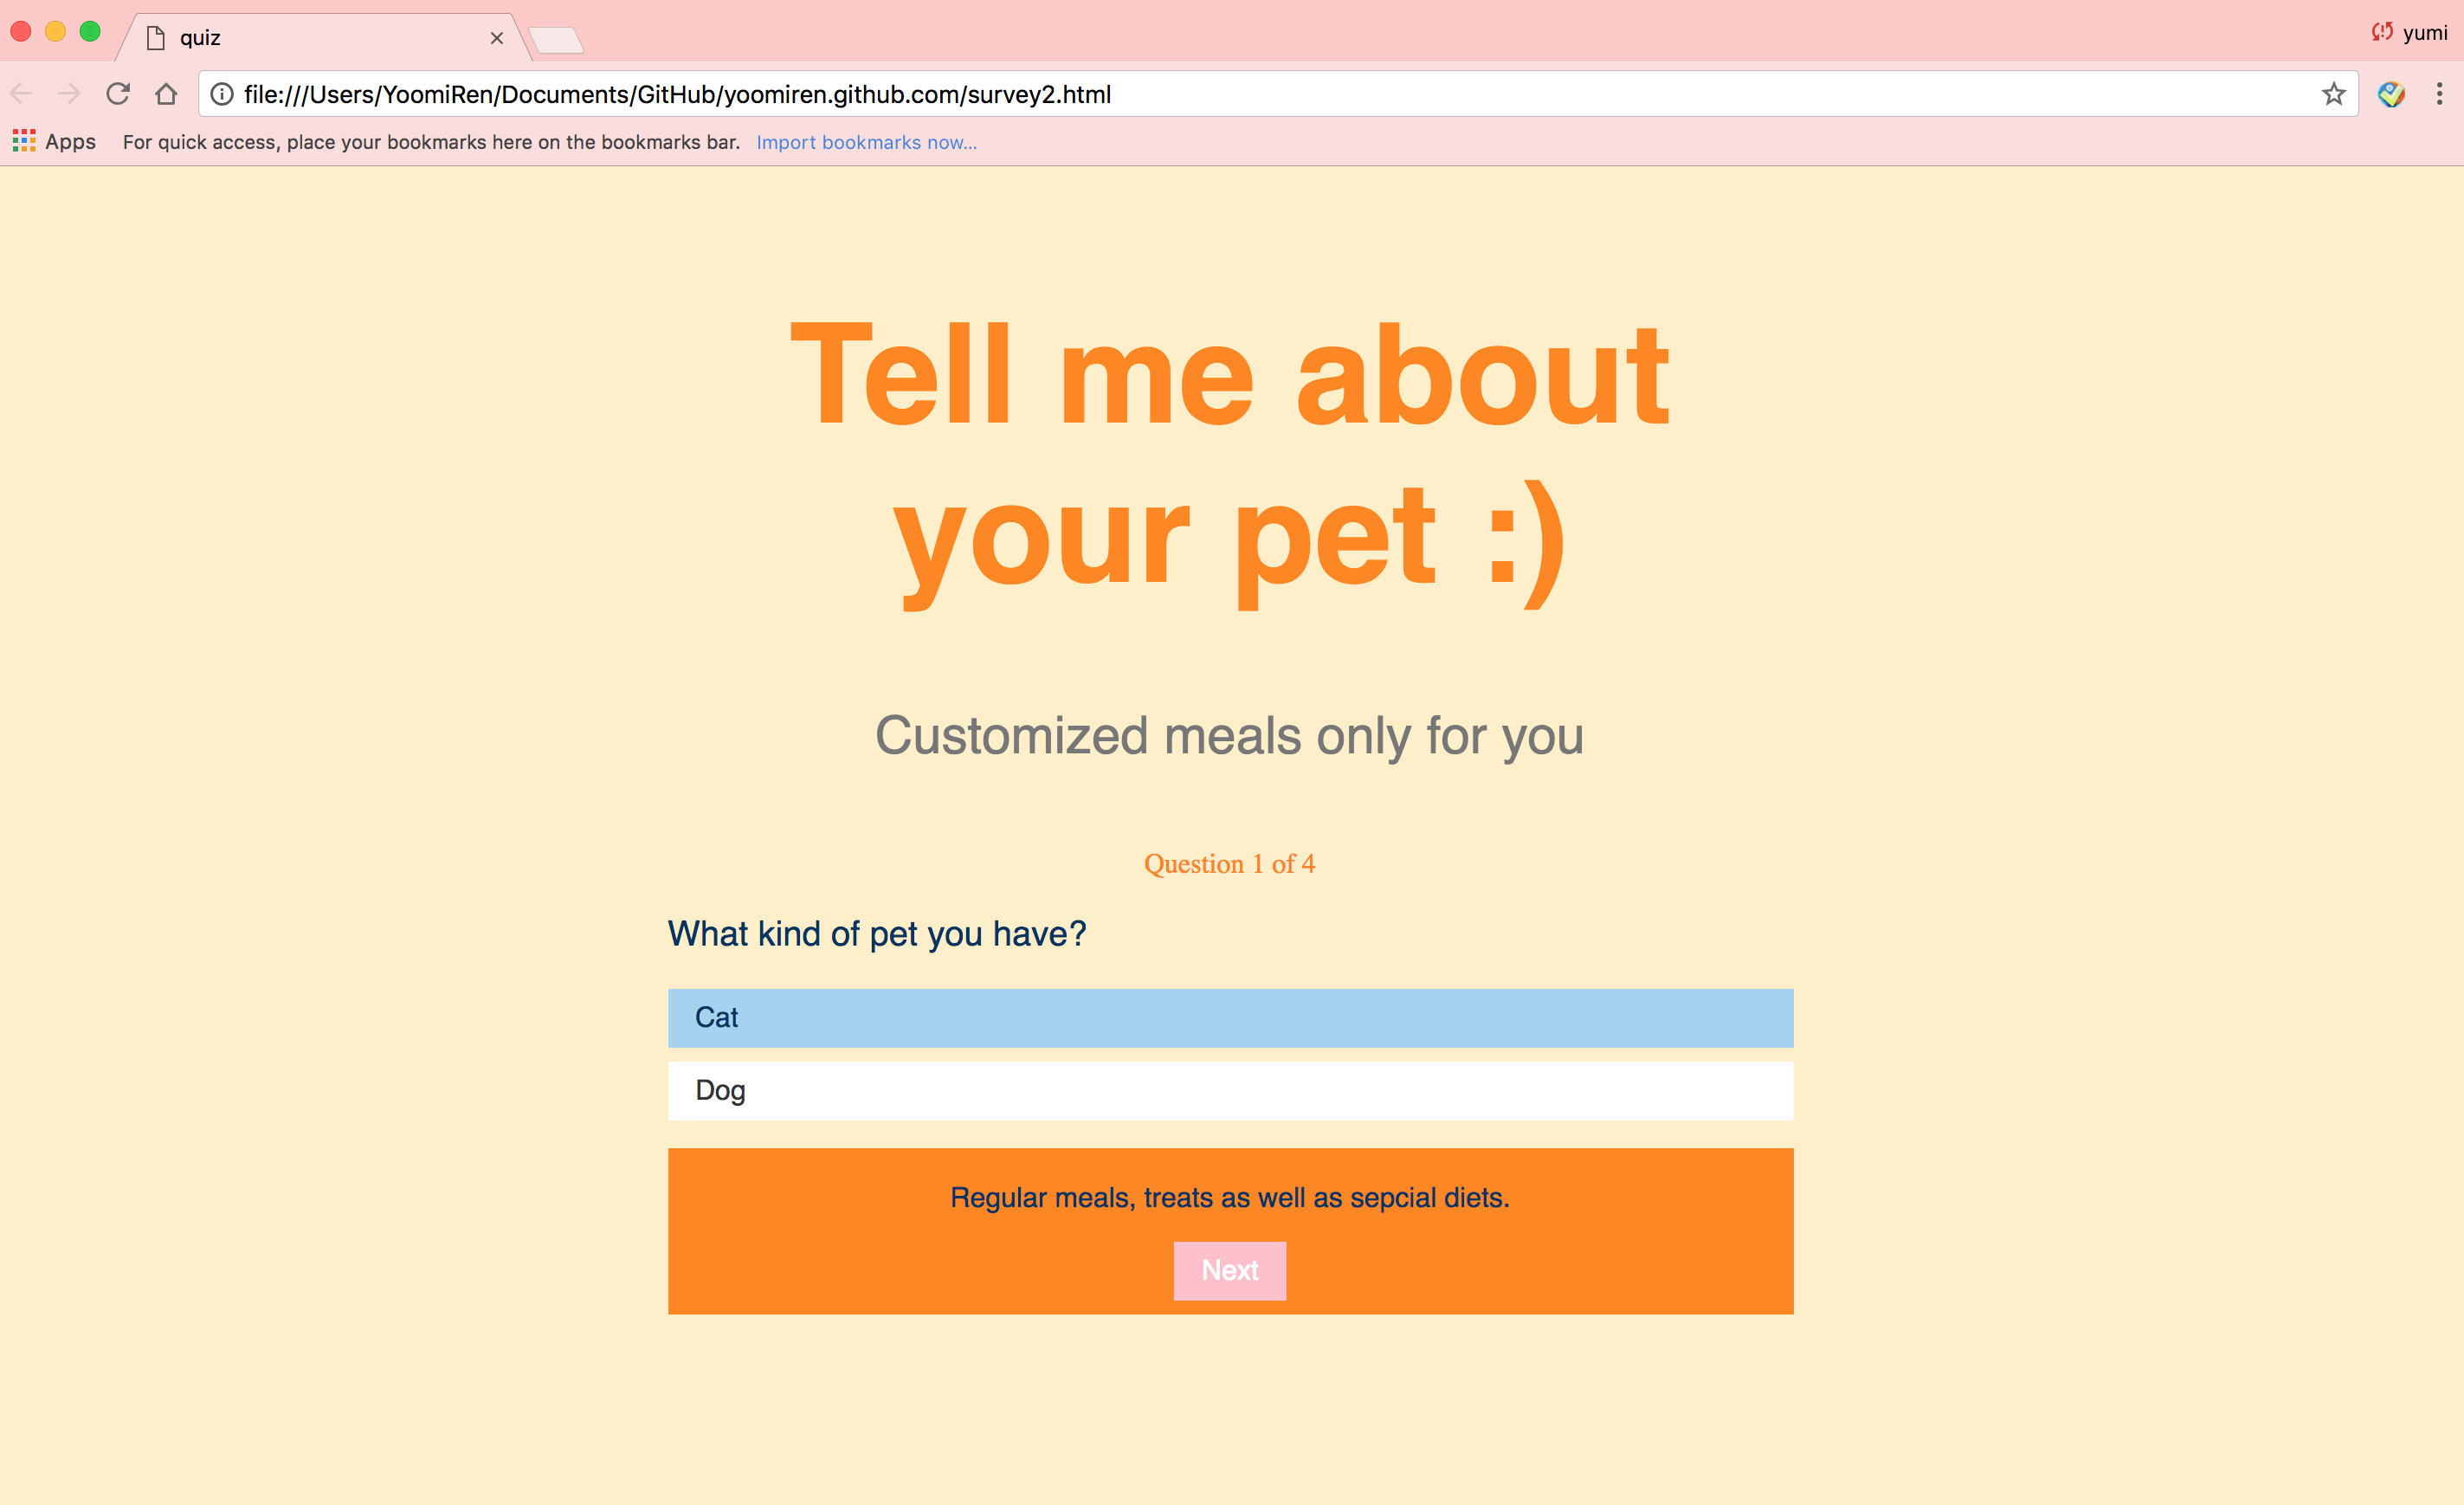 quiz
yumi
file:///Users/YoomiRen/Documents/GitHub/yoomiren.github.com/survey2.html
Apps For quick access, place your bookmarks here on the bookmarks bar. Import bookmarks now...
Tell me about
your pet :)
Customized meals only for you
Question 1 of 4
What kind of pet you have?
Cat
Dog
Regular meals, treats as well as sepcial diets.
Next